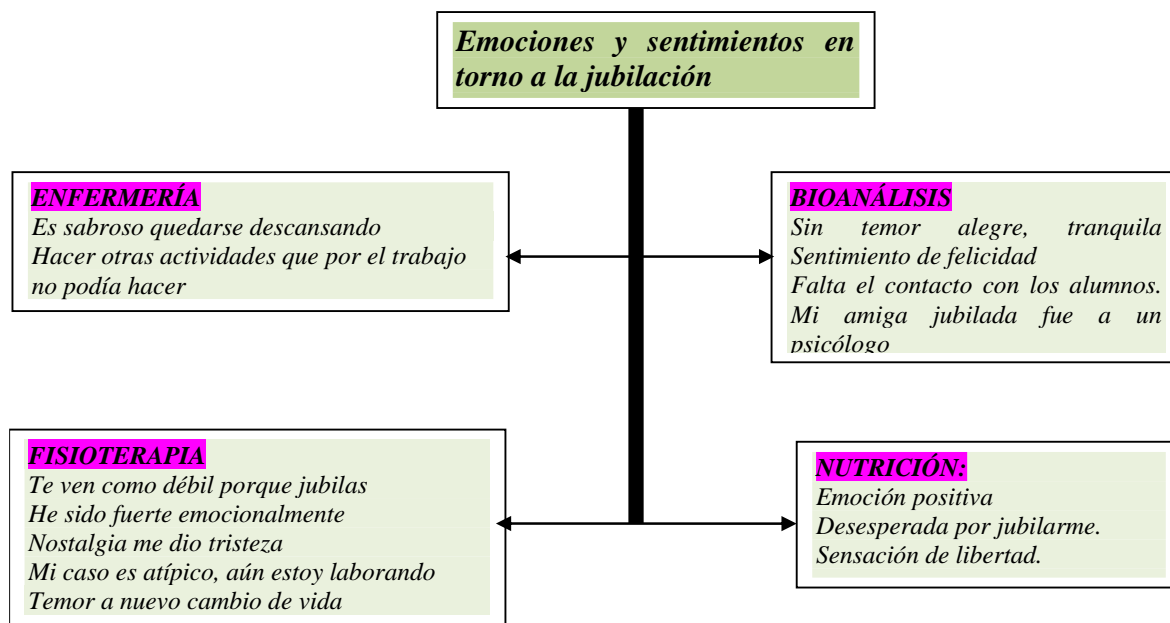 Emociones y sentimientos en
torno a la jubilación
ENFERMERÍA
Es sabroso quedarse descansando
Hacer otras actividades que por el trabajo
no podía hacer
BIOANÁLISIS
Sin temor alegre, tranquila
Sentimiento de felicidad
Falta el contacto con los alumnos.
Mi amiga jubilada fue a un
psicólogo
FISIOTERAPIA
Te ven como débil porque jubilas
He sido fuerte emocionalmente
Nostalgia me dio tristeza
Mi caso es atípico, aún estoy laborando
Temor a nuevo cambio de vida
NUTRICIÓN:
Emoción positiva
Desesperada por jubilarme.
Sensación de libertad.